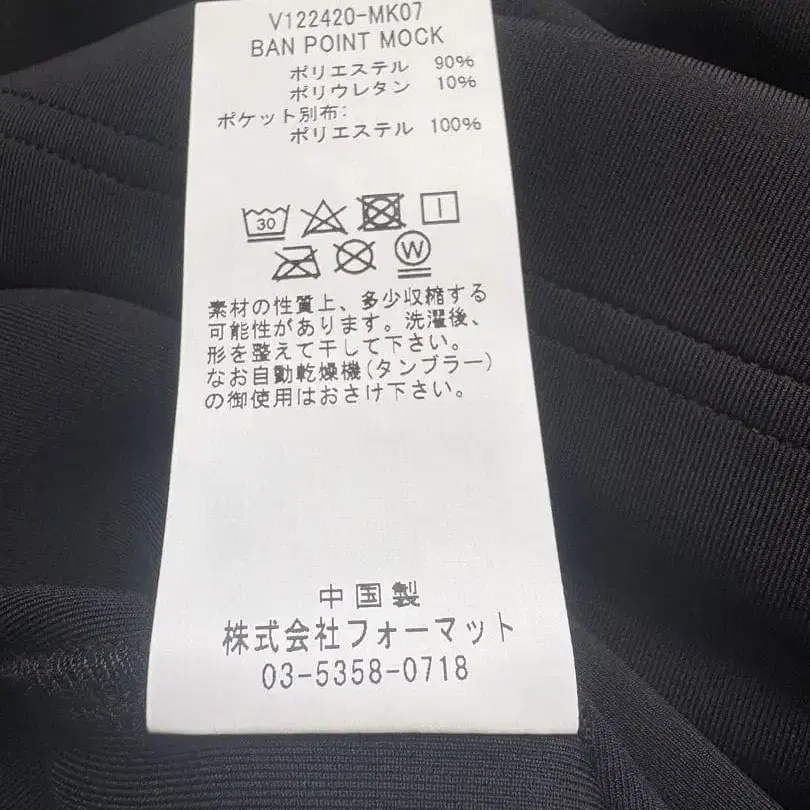 V122420-MK07
BAN POINT MOCK
ポリエステル 90%
ポリウレタン 10%
ポケット別布:
ポリエステル 100%
30
W
素材の性質上、多少収縮する
可能性があります。洗濯後、
形を整えて干して下さい。
なお自動乾燥機(タンブラー)
の御使用はおさけ下さい。
中国製
株式会社フォーマット
03-5358-0718